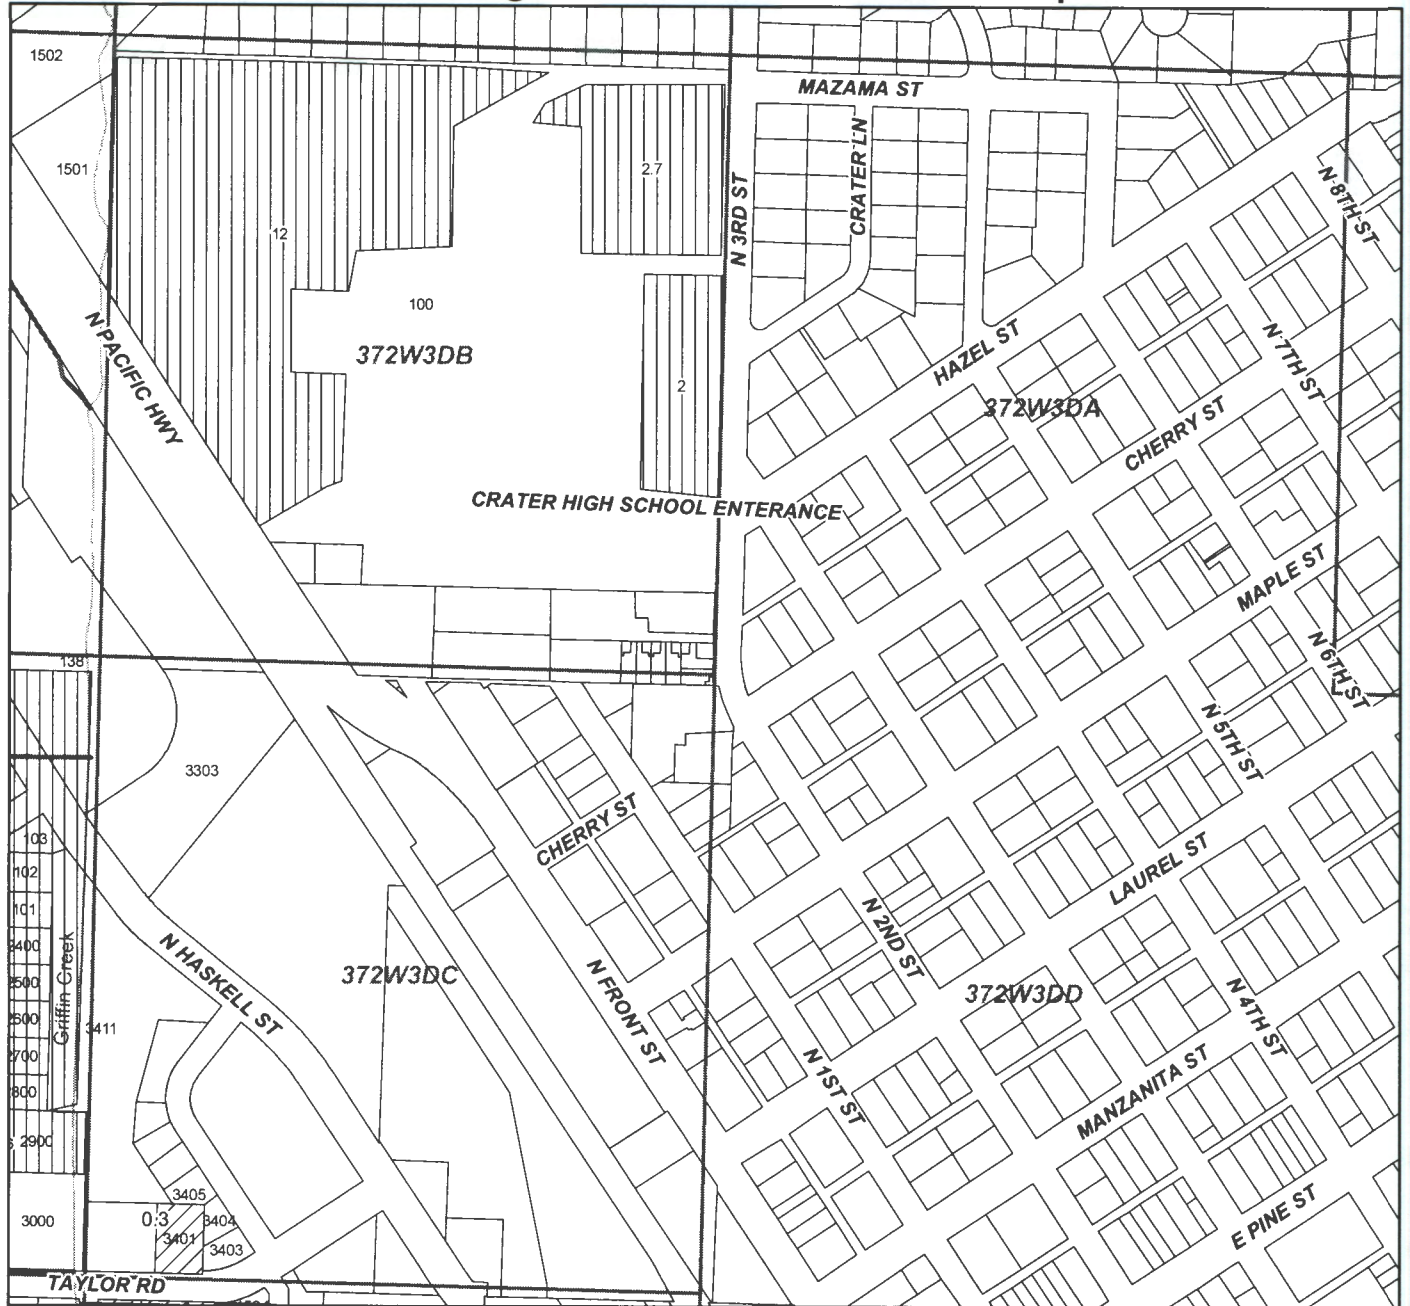 1502
MAZAMA ST
1501
2.7
N 3RD ST
CRATER LN
N 8TH ST
12
100
N PACIFIC HWY
372W3DB
HAZEL ST
N 7TH ST
2
372W3DA
CHERRY ST
CRATER HIGH SCHOOL ENTERANCE
MAPLE ST
138
N 6TH ST
N 5TH ST
3303
CHERRY ST
103
102
101
LAUREL ST
N 2ND ST
Griffin Creek
N HASKELL ST
372W3DC
N FRONT ST
372W3DD
N 4TH ST
3411
N 1ST ST
MANZANITA ST
2900
3405
3000
0.3
3404
3401
3403
E PINE ST
TAYLOR RD